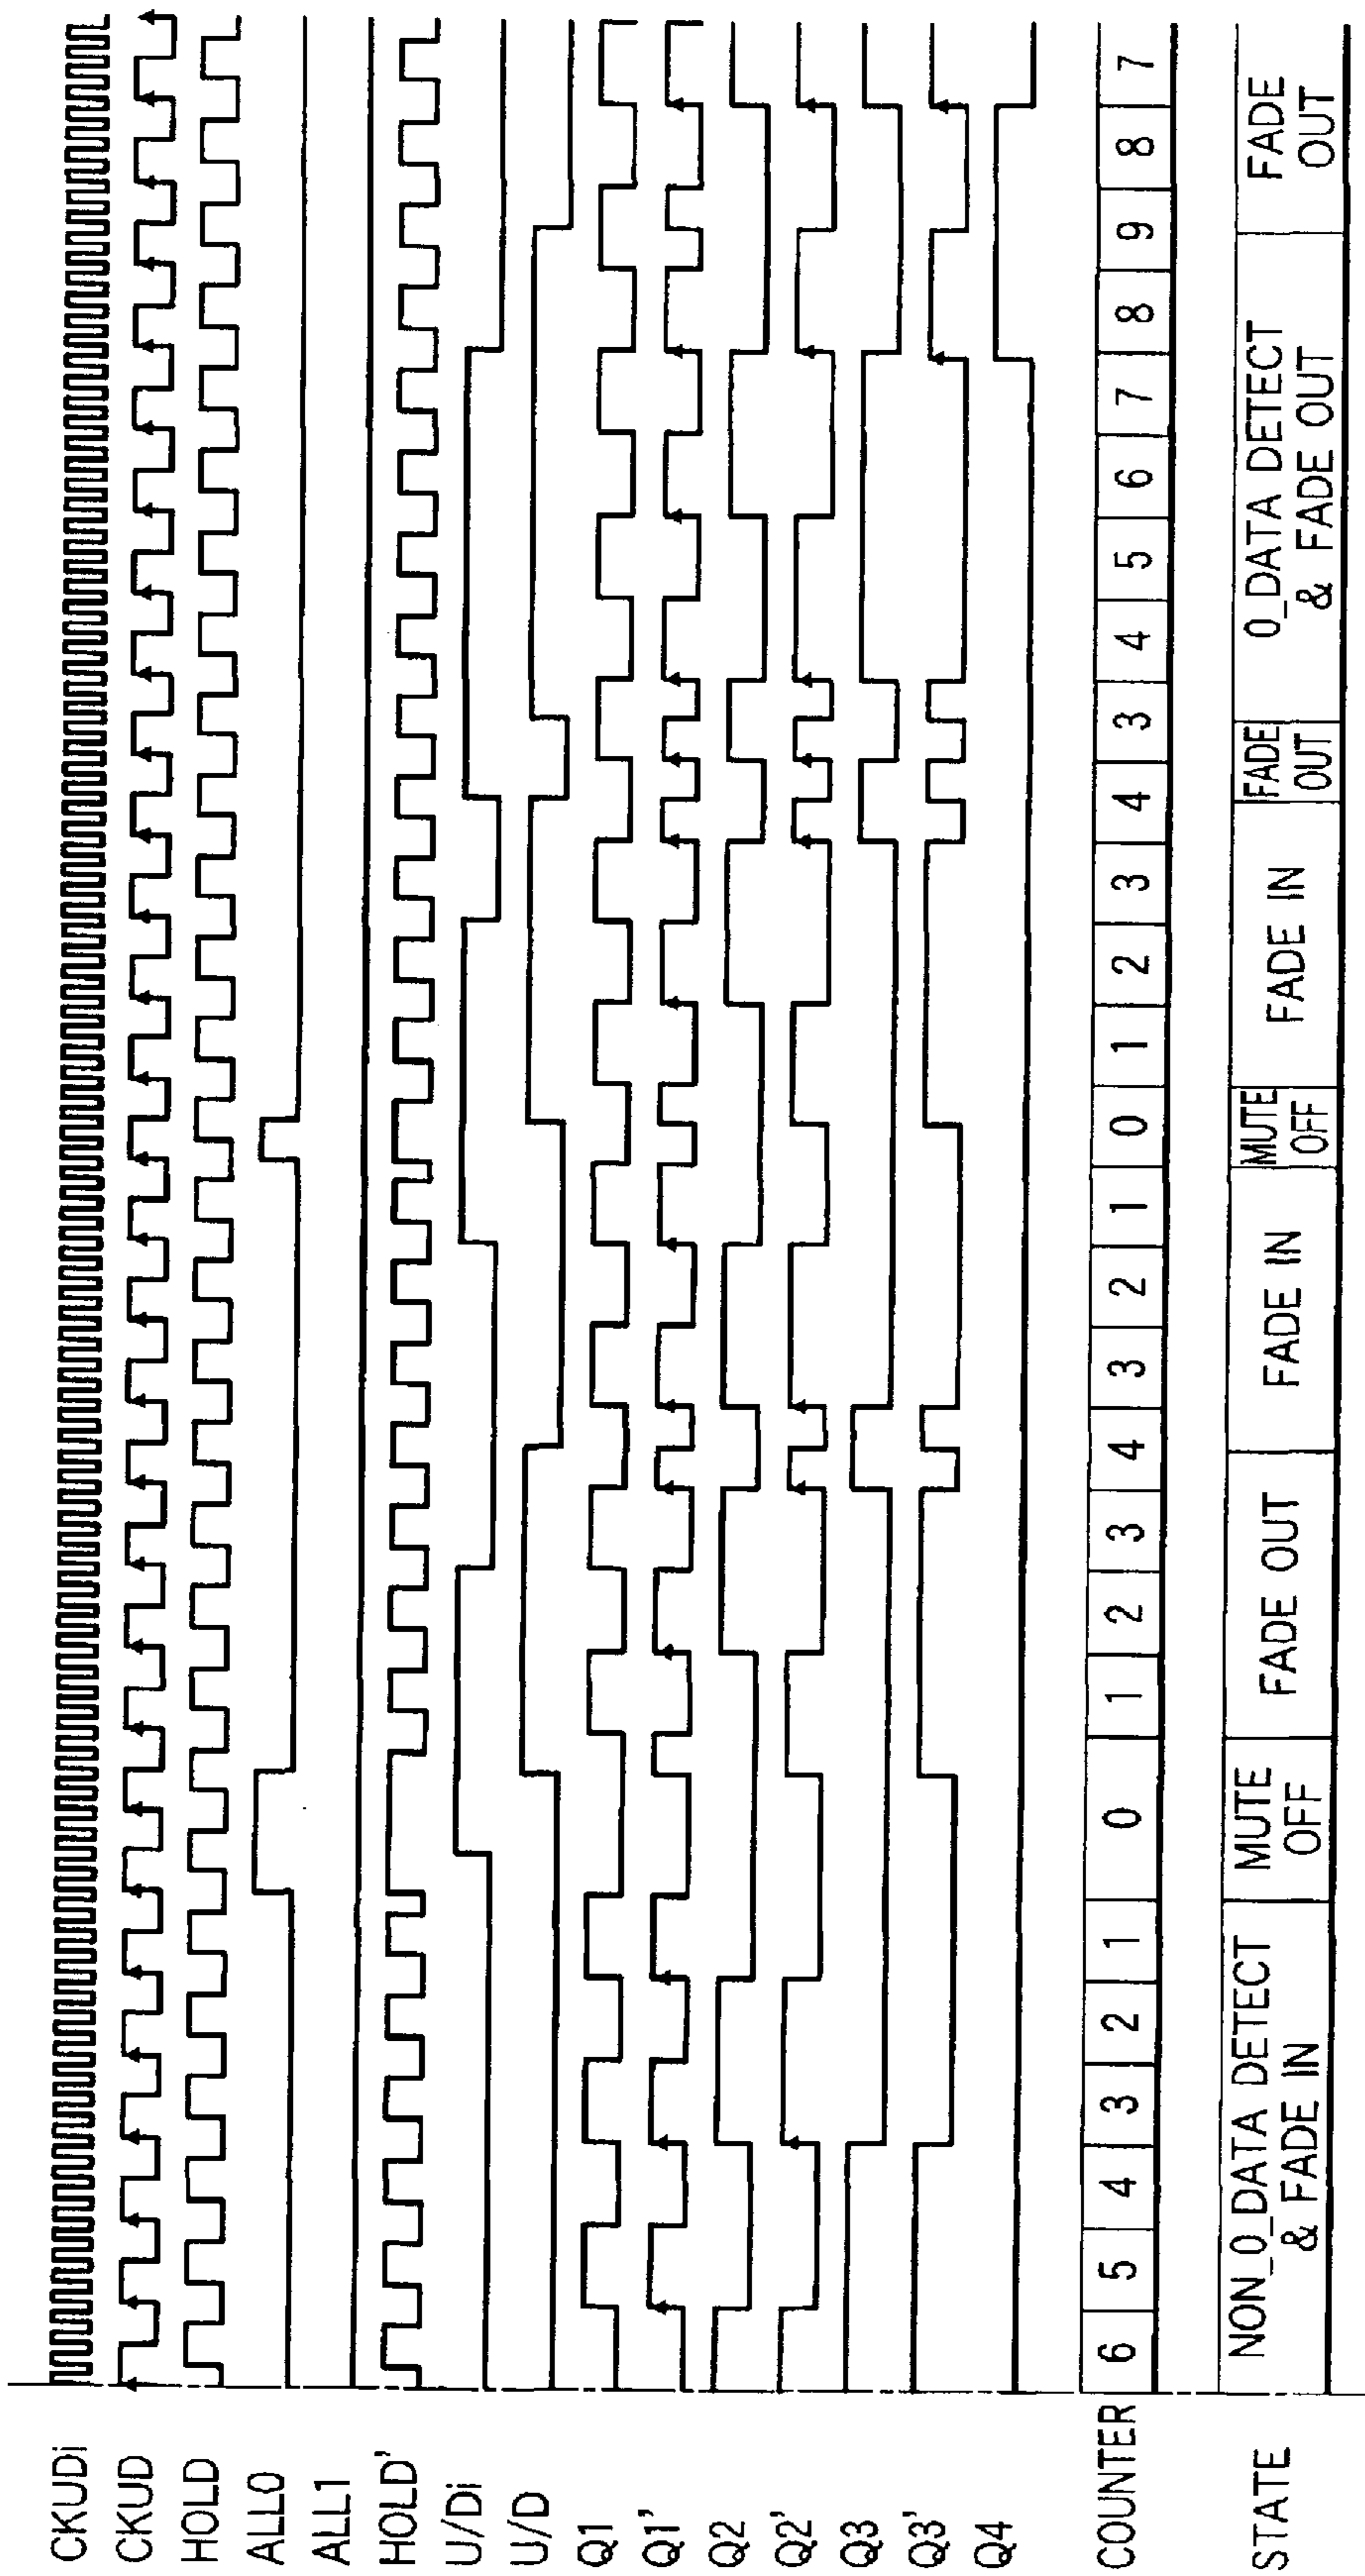 CKUDi
CKUD
HOLD
ALL0
ALL1
HOLD'
U/Di
U/D
Q1
Q1'
Q2
Q2'
Q3
Q3'
Q4
COUNTER 6 5 4 3 2 1 0 1 2 3 4 3 2 1 0 1 2 3 4 3 4 5 6 7 8 9 8 7
STATE
NON_0_DATA DETECT
& FADE IN
MUTE
OFF
FADE OUT
FADE IN
MUTE
OFF
FADE IN
FADE
OUT
0_DATA DETECT
& FADE OUT
FADE
OUT